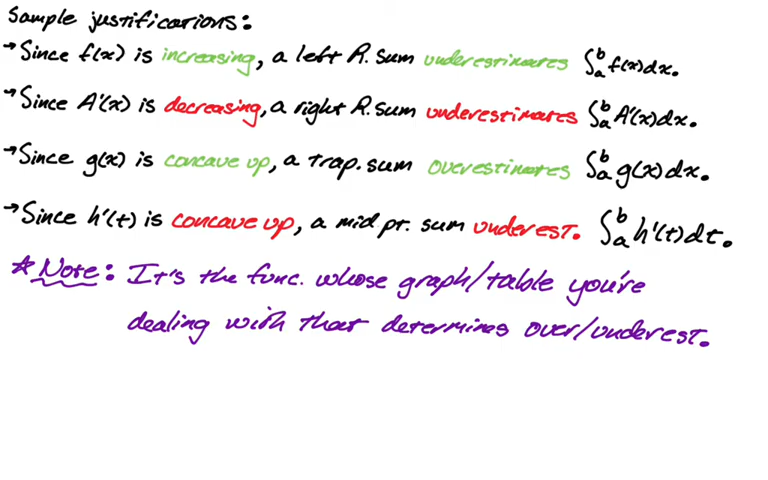 Sample justifications:
→Since f(x) is increasing, a left R. sum underestimates ∫ₐᵇ f(x)dx.
→Since A'(x) is decreasing, a right R. sum underestimates ∫ₐᵇ A'(x)dx.
→Since g(x) is concave up, a trap. sum overestimates ∫ₐᵇ g(x)dx.
→Since h'(t) is concave up, a mid pt. sum underest. ∫ₐᵇ h'(t)dt.
*Note: It's the func. whose graph/table you're
dealing with that determines over/underest.